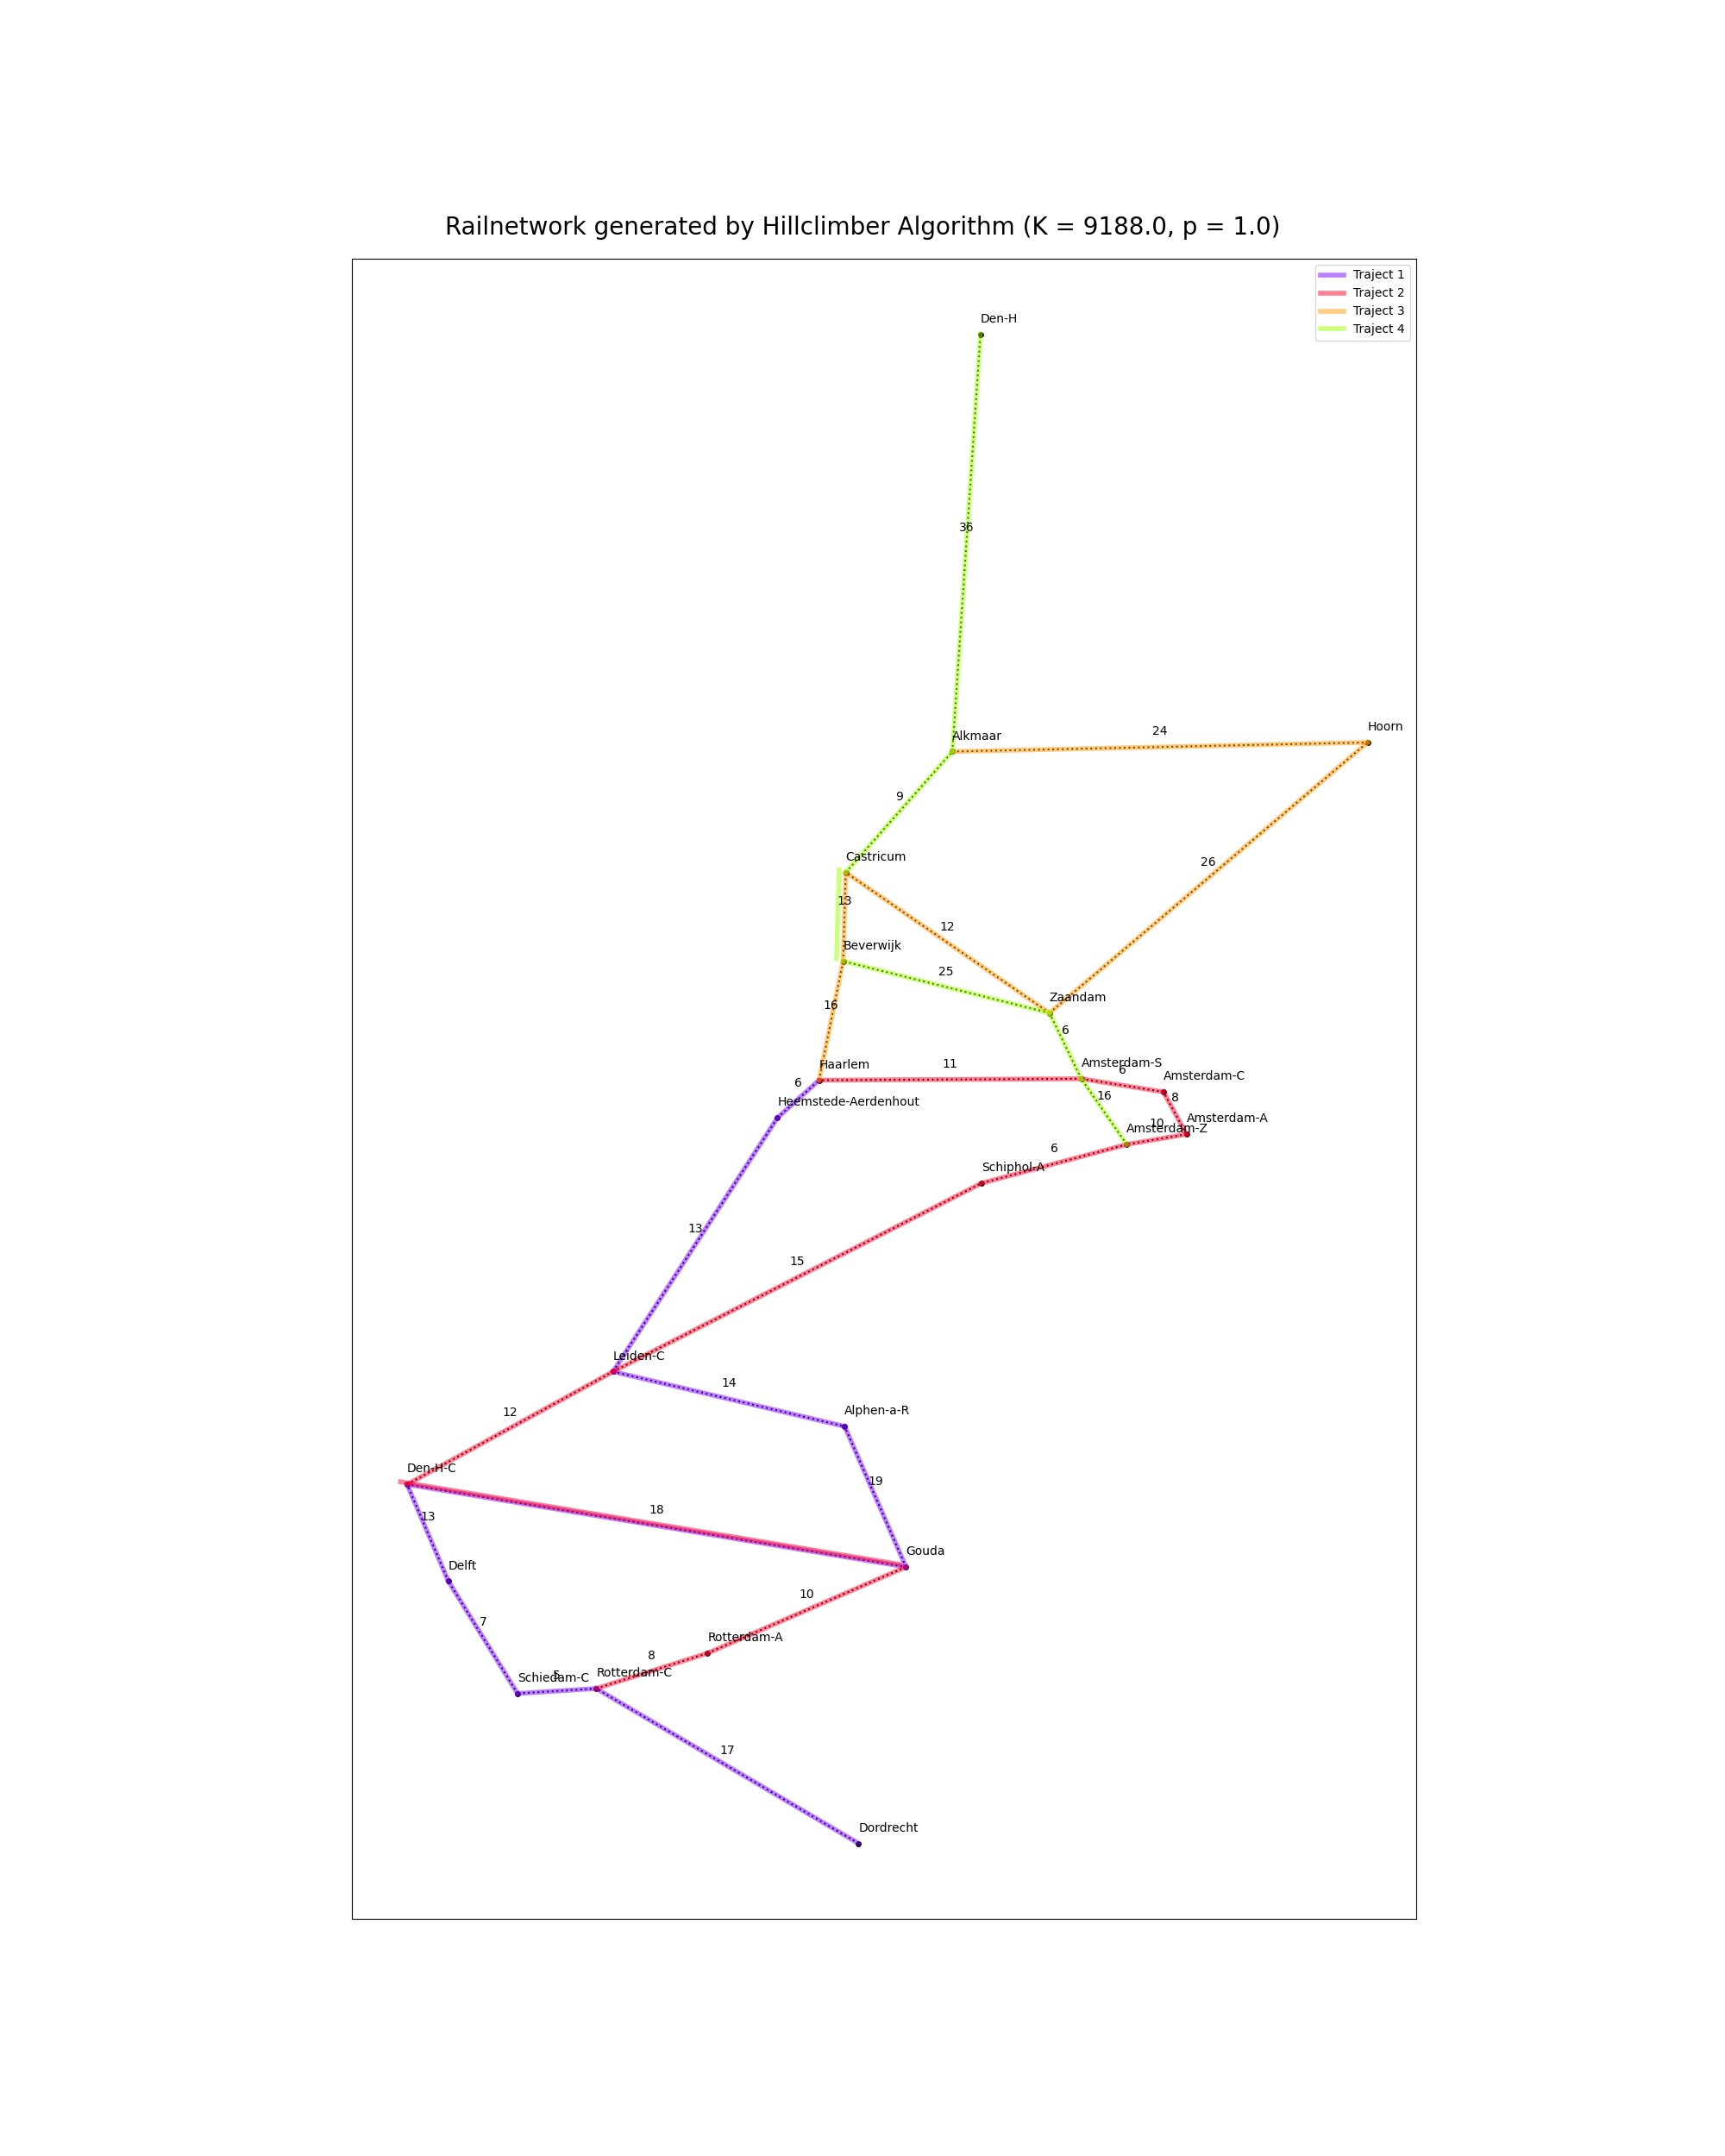 Railnetwork generated by Hillclimber Algorithm (K = 9188.0, p = 1.0)
Traject 1
Traject 2
Traject 3
Traject 4
Den-H
36
Hoorn
24
Alkmaar
9
Castricum
26
13
12
Beverwijk
25
Zaandam
16
6
Haarlem
11
Amsterdam-S
6
Amsterdam-C
6
16
8
Heemstede-Aerdenhout
Amsterdam-A
10
Amsterdam-Z
6
Schiphol-A
13
15
Leiden-C
14
12
Alphen-a-R
Den-H-C
19
18
13
Gouda
Delft
10
7
Rotterdam-A
8
Rotterdam-C
5
Schiedam-C
17
Dordrecht